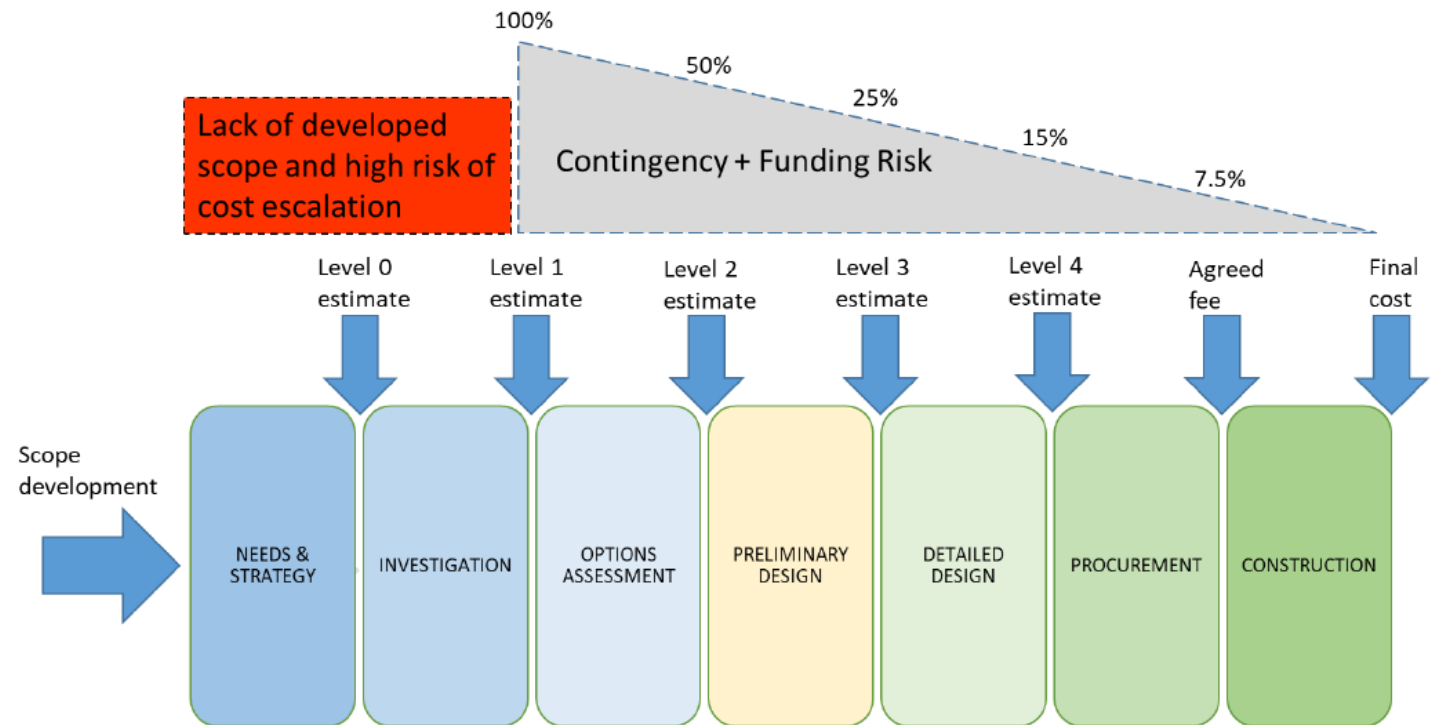 100%
50%
25%
15%
7.5%
Lack of developed
scope and high risk of
cost escalation
Contingency + Funding Risk
Level 0
estimate
Level 1
estimate
Level 2
estimate
Level 3
estimate
Level 4
estimate
Agreed
fee
Final
cost
Scope
development
NEEDS &
STRATEGY
INVESTIGATION
OPTIONS
ASSESSMENT
PRELIMINARY
DESIGN
DETAILED
DESIGN
PROCUREMENT
CONSTRUCTION